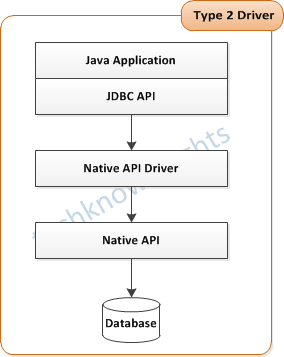 Type 2 Driver
Java Application
JDBC API
Native API Driver
Native API
Database